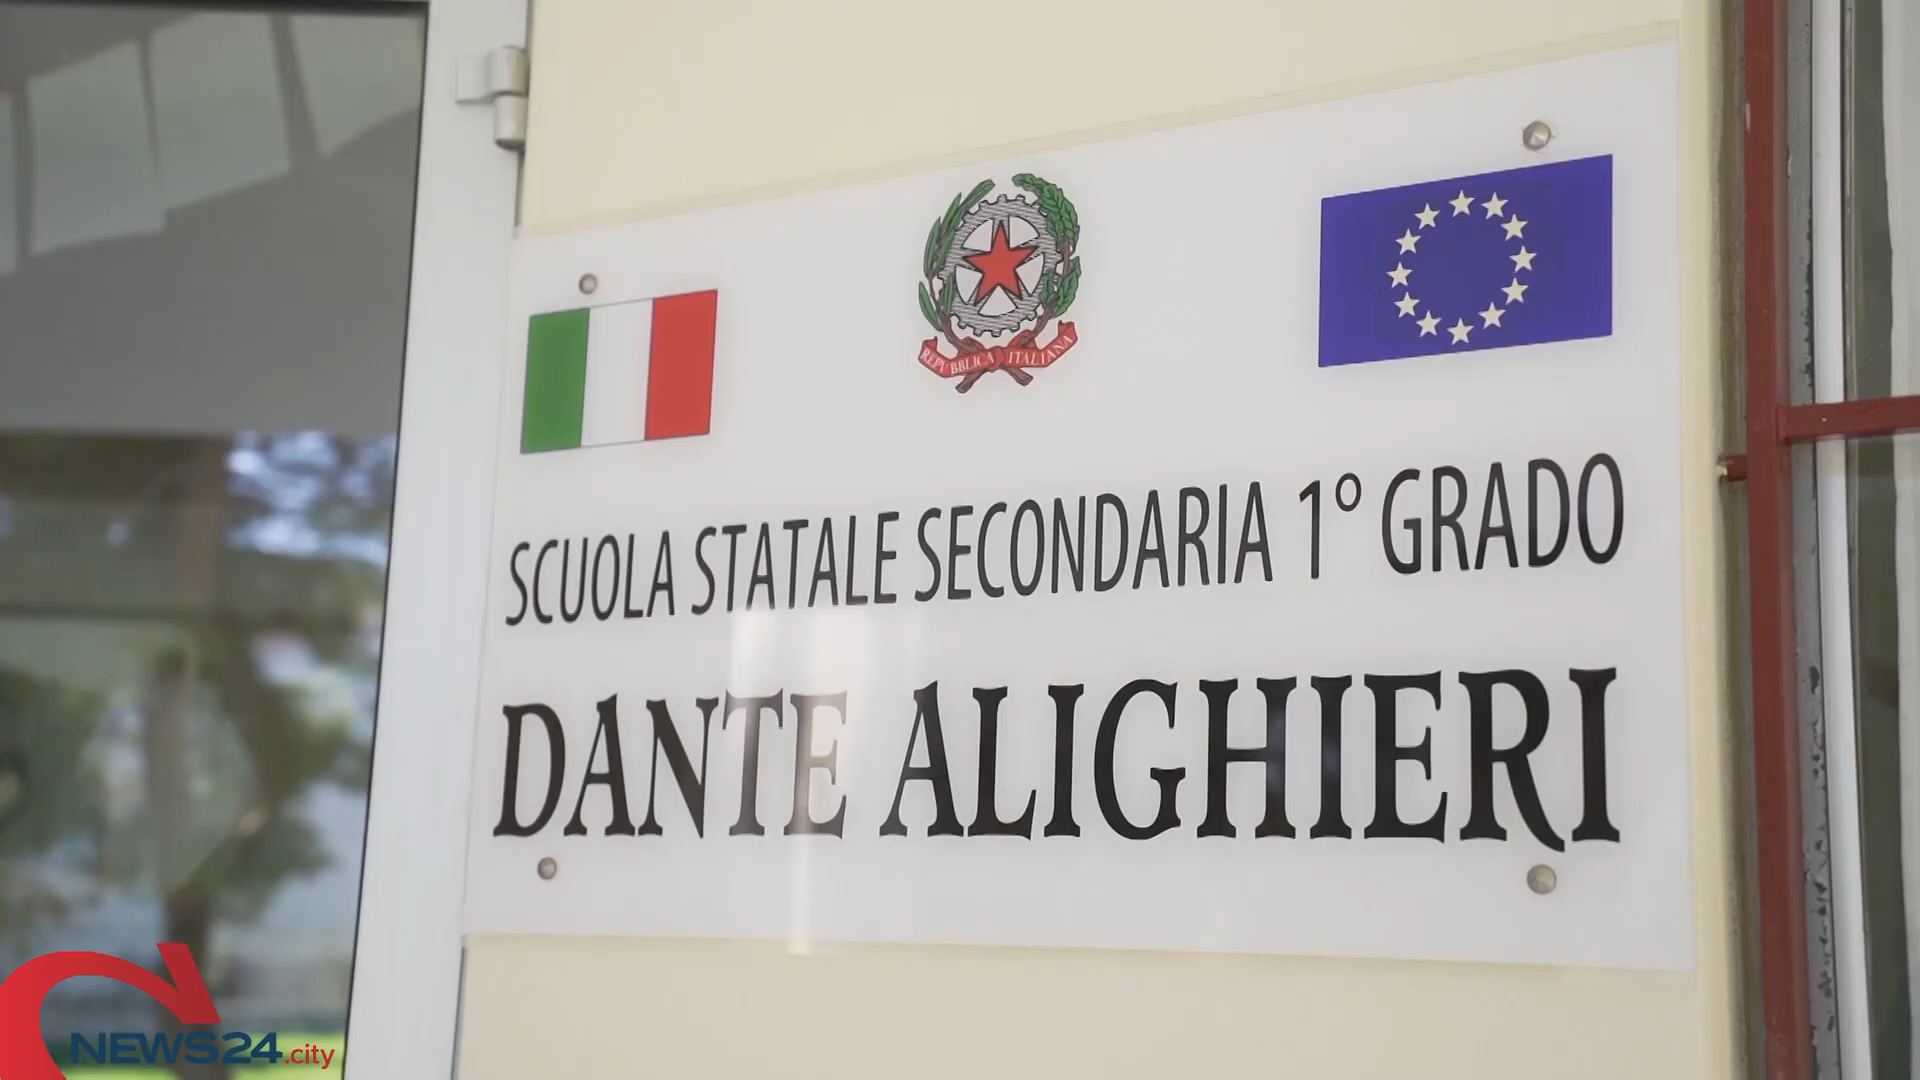 REPVBBLICA ITALIANA
SCUOLA STATALE SECONDARIA 1° GRADO
DANTE ALIGHIERI
NEWS24.city